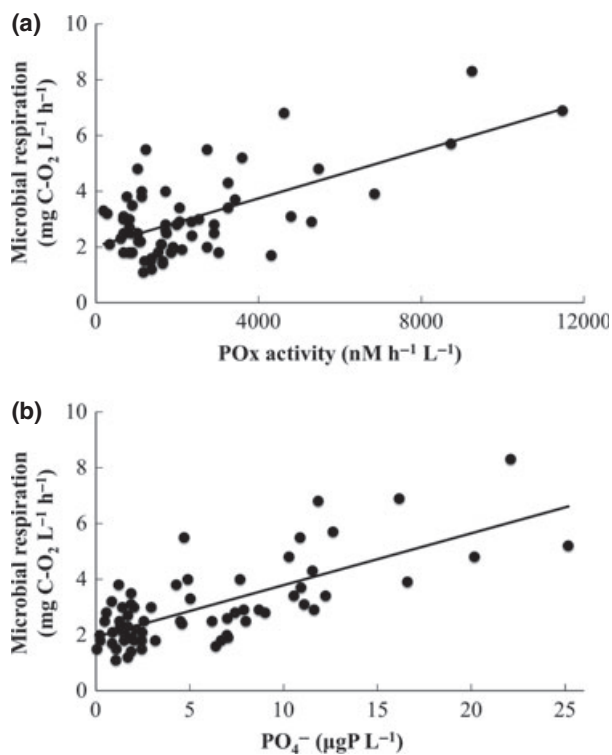 (a)
10
8
6
4
2
0
Microbial respiration
(mg C-O₂ L⁻¹ h⁻¹)
0 4000 8000 12000
POx activity (nM h⁻¹ L⁻¹)
(b)
10
8
6
4
2
0
Microbial respiration
(mg C-O₂ L⁻¹ h⁻¹)
0 5 10 15 20 25
PO₄⁻ (µgP L⁻¹)